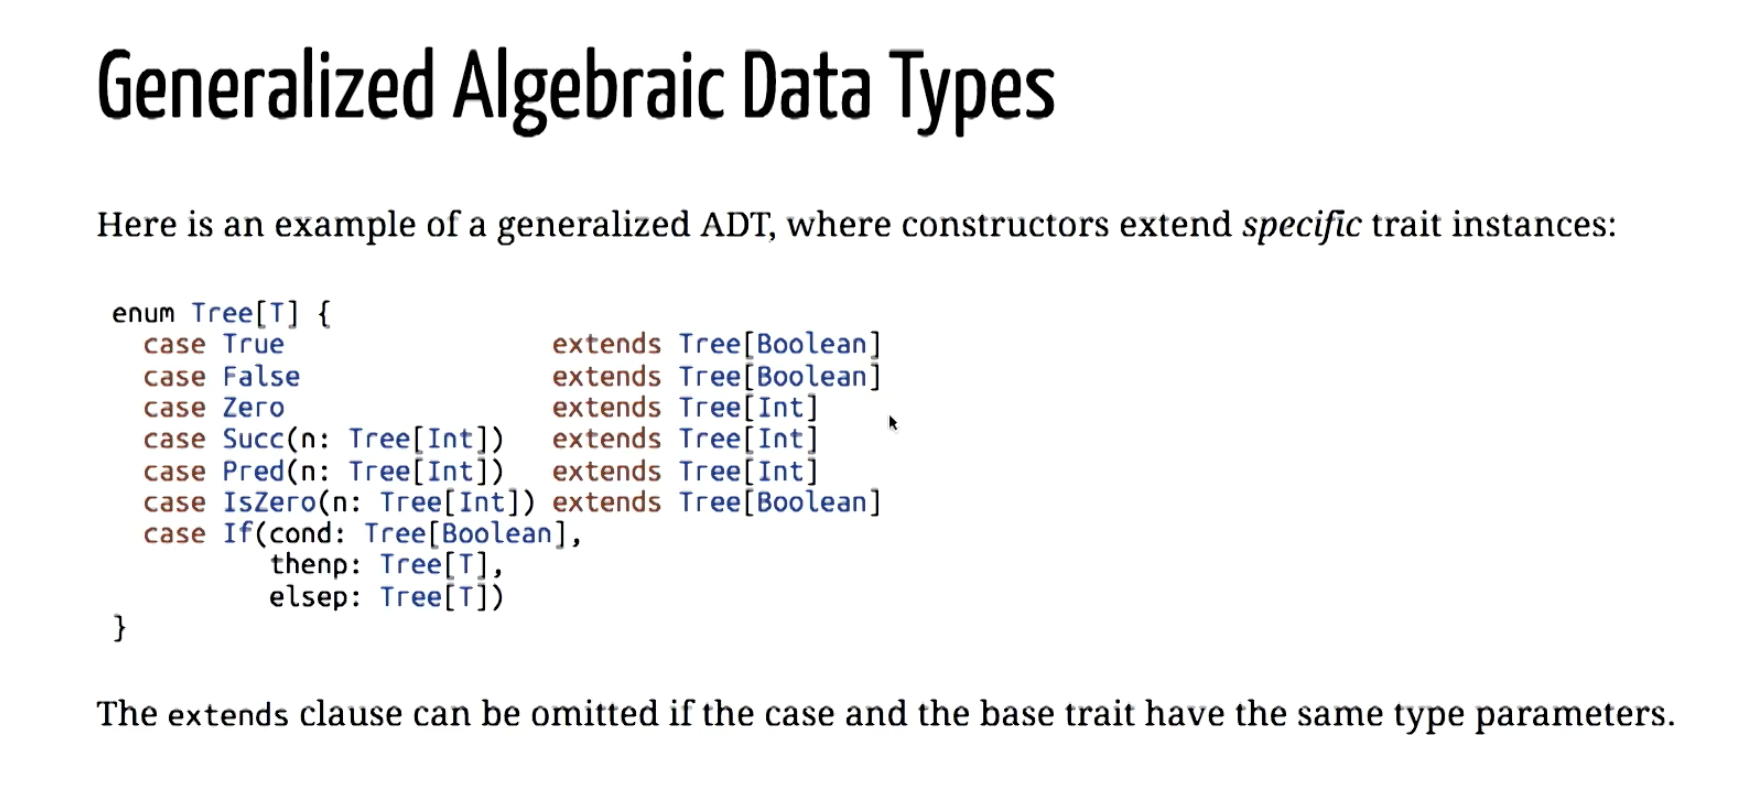 Generalized Algebraic Data Types
Here is an example of a generalized ADT, where constructors extend specific trait instances:
enum Tree[T] {
  case True                 extends Tree[Boolean]
  case False                extends Tree[Boolean]
  case Zero                 extends Tree[Int]
  case Succ(n: Tree[Int])   extends Tree[Int]
  case Pred(n: Tree[Int])   extends Tree[Int]
  case IsZero(n: Tree[Int]) extends Tree[Boolean]
  case If(cond: Tree[Boolean],
          thenp: Tree[T],
          elsep: Tree[T])
}
The extends clause can be omitted if the case and the base trait have the same type parameters.